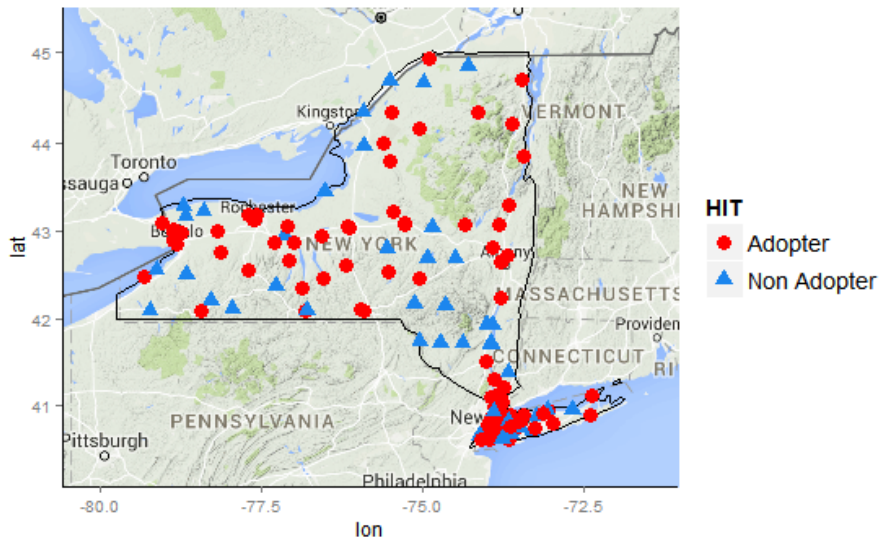 45
44
43
42
41
lat
-80.0
-77.5
-75.0
-72.5
lon
Kingston
VERMONT
Toronto
ssauga
NEW
HAMPSHI
Rochester
Buffalo
NEW YORK
Albany
MASSACHUSETTS
Providen
CONNECTICUT
RI
New
PENNSYLVANIA
Pittsburgh
Philadelphia
HIT
Adopter
Non Adopter